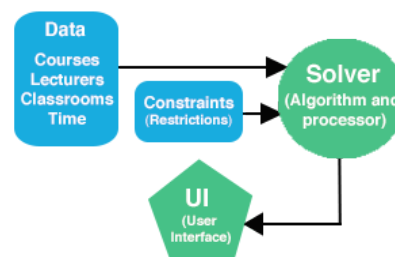 Data
Courses
Lecturers
Classrooms
Time
Constraints
(Restrictions)
Solver
(Algorithm and
processor)
UI
(User
Interface)